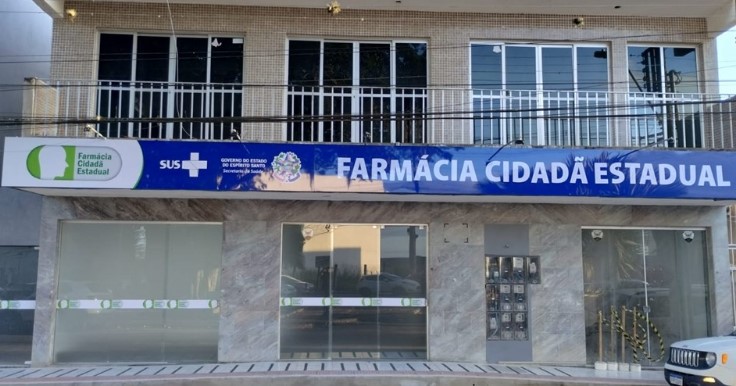 Farmácia
Cidadã
Estadual
SUS
GOVERNO DO ESTADO
DO ESPÍRITO SANTO
Secretaria da Saúde
FARMÁCIA CIDADÃ ESTADUAL